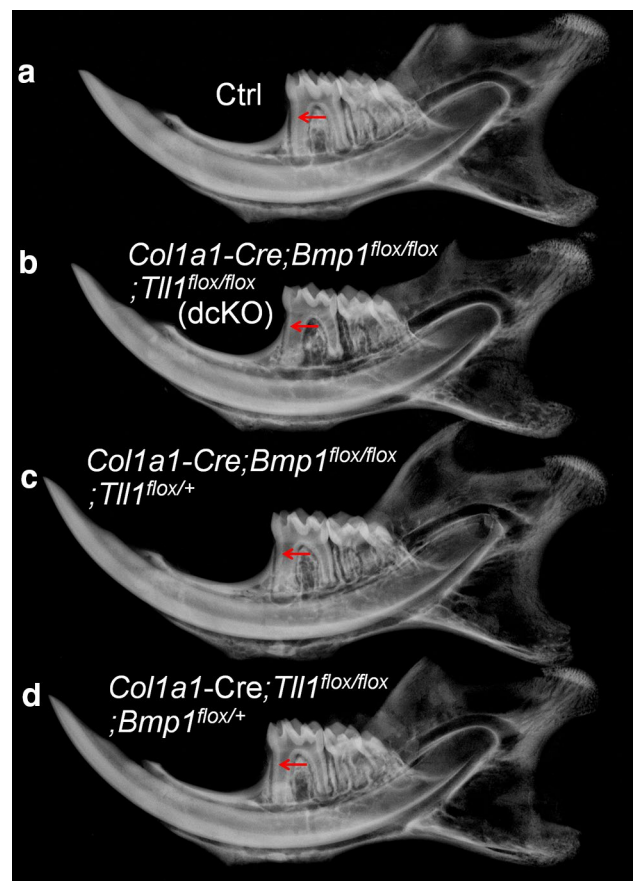 a
Ctrl
b
Col1a1-Cre;Bmp1flox/flox
;Tll1flox/flox
(dcKO)
c
Col1a1-Cre;Bmp1flox/flox
;Tll1flox/+
d
Col1a1-Cre;Tll1flox/flox
;Bmp1flox/+